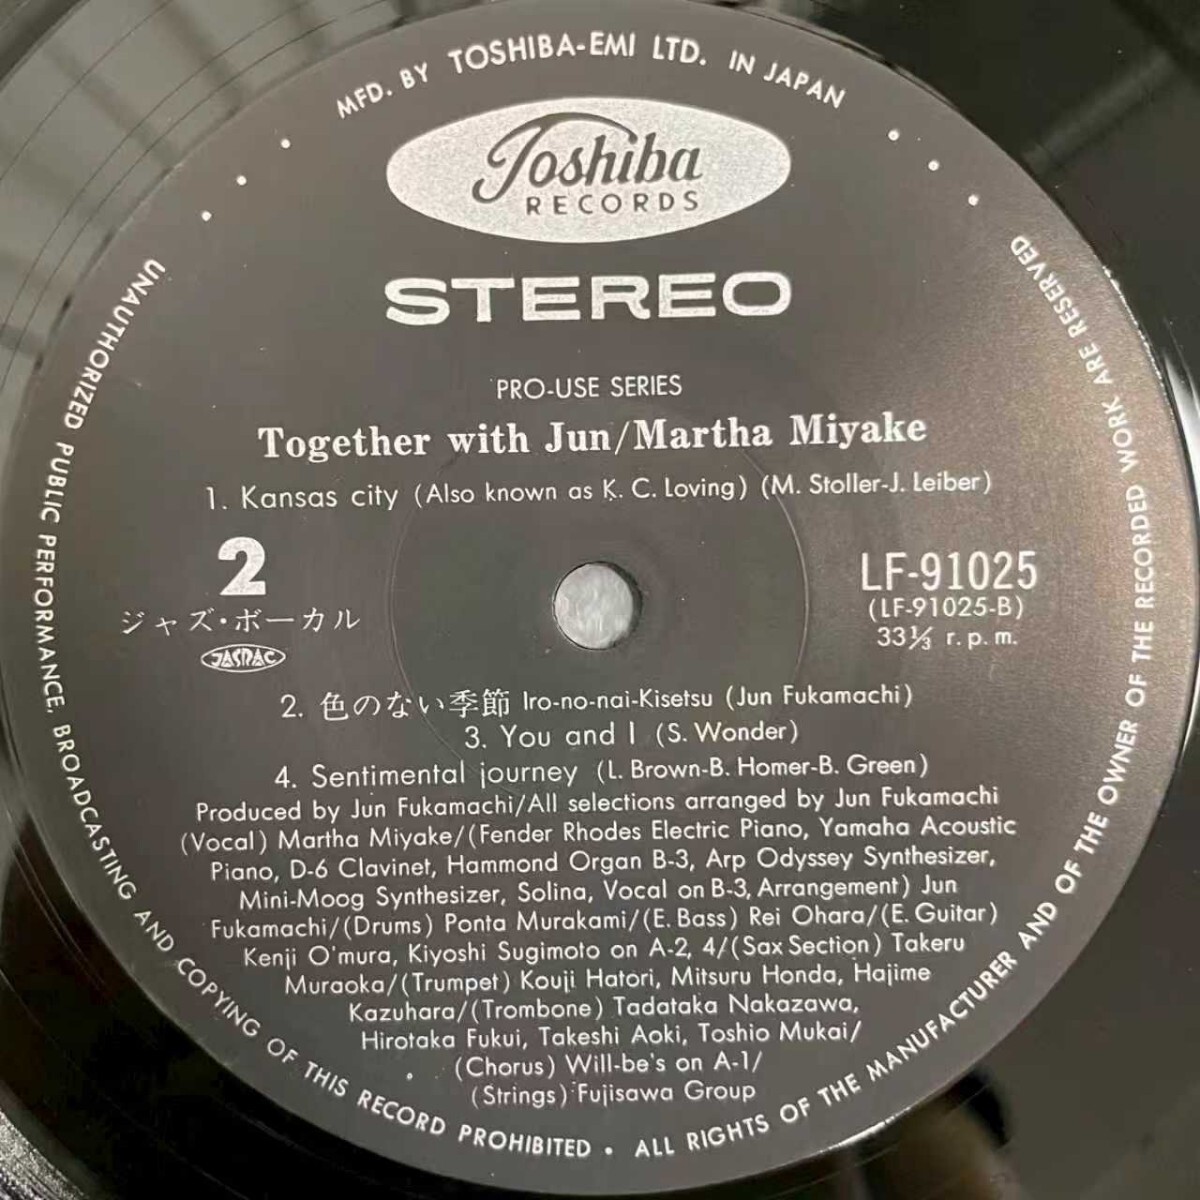 MFD. BY TOSHIBA-EMI LTD. IN JAPAN
Toshiba
RECORDS
STEREO
PRO-USE SERIES
Together with Jun/Martha Miyake
1. Kansas city (Also known as K. C. Loving) (M. Stoller-J. Leiber)
2
ジャズ・ボーカル
JASRAC
LF-91025
(LF-91025-B)
33⅓ r.p.m.
2. 色のない季節 Iro-no-nai-Kisetsu (Jun Fukamachi)
3. You and I (S. Wonder)
4. Sentimental journey (L. Brown-B. Homer-B. Green)
Produced by Jun Fukamachi/All selections arranged by Jun Fukamachi
(Vocal) Martha Miyake/(Fender Rhodes Electric Piano, Yamaha Acoustic
Piano, D-6 Clavinet, Hammond Organ B-3, Arp Odyssey Synthesizer,
Mini-Moog Synthesizer, Solina, Vocal on B-3, Arrangement) Jun
Fukamachi/(Drums) Ponta Murakami/(E. Bass) Rei Ohara/(E. Guitar)
Kenji O'mura, Kiyoshi Sugimoto on A-2, 4/(Sax Section) Takeru
Muraoka/(Trumpet) Kouji Hatori, Mitsuru Honda, Hajime
Kazuhara/(Trombone) Tadataka Nakazawa,
Hirotaka Fukui, Takeshi Aoki, Toshio Mukai/
(Chorus) Will-be's on A-1/
(Strings) Fujisawa Group
UNAUTHORIZED PUBLIC PERFORMANCE, BROADCASTING AND COPYING OF THIS RECORD PROHIBITED • ALL RIGHTS OF THE MANUFACTURER AND OF THE OWNER OF THE RECORDED WORK ARE RESERVED